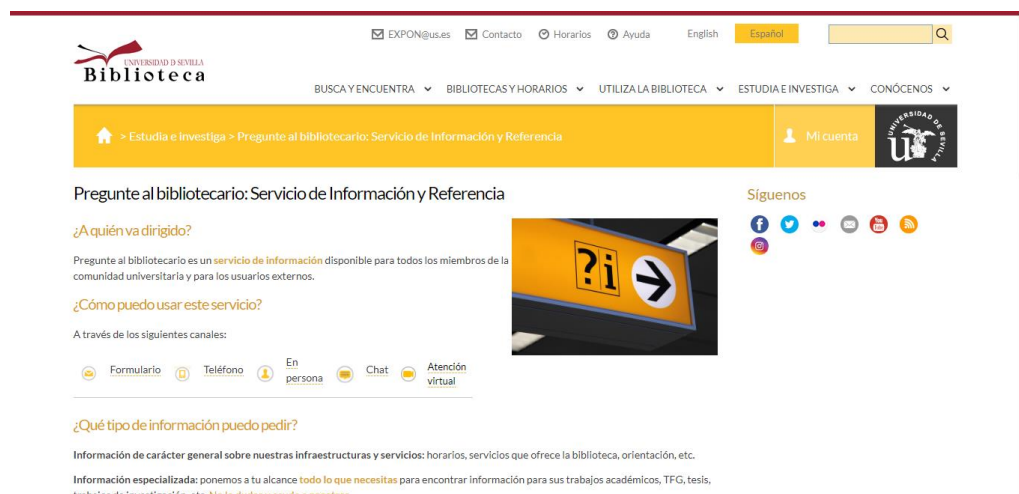 EXPON@us.es Contacto Horarios Ayuda English Español
UNIVERSIDAD D SEVILLA
Biblioteca
BUSCA Y ENCUENTRA BIBLIOTECAS Y HORARIOS UTILIZA LA BIBLIOTECA ESTUDIA E INVESTIGA CONÓCENOS
> Estudia e Investiga > Pregunte al bibliotecario: Servicio de Información y Referencia
Mi cuenta
UNIVERSIDAD DE SEVILLA
Pregunte al bibliotecario: Servicio de Información y Referencia
Síguenos
¿A quién va dirigido?
Pregunte al bibliotecario es un servicio de información disponible para todos los miembros de la
comunidad universitaria y para los usuarios externos.
?i
¿Cómo puedo usar este servicio?
A través de los siguientes canales:
Formulario Teléfono En persona Chat Atención virtual
¿Qué tipo de información puedo pedir?
Información de carácter general sobre nuestras infraestructuras y servicios: horarios, servicios que ofrece la biblioteca, orientación, etc.
Información especializada: ponemos a tu alcance todo lo que necesitas para encontrar información para sus trabajos académicos, TFG, tesis,